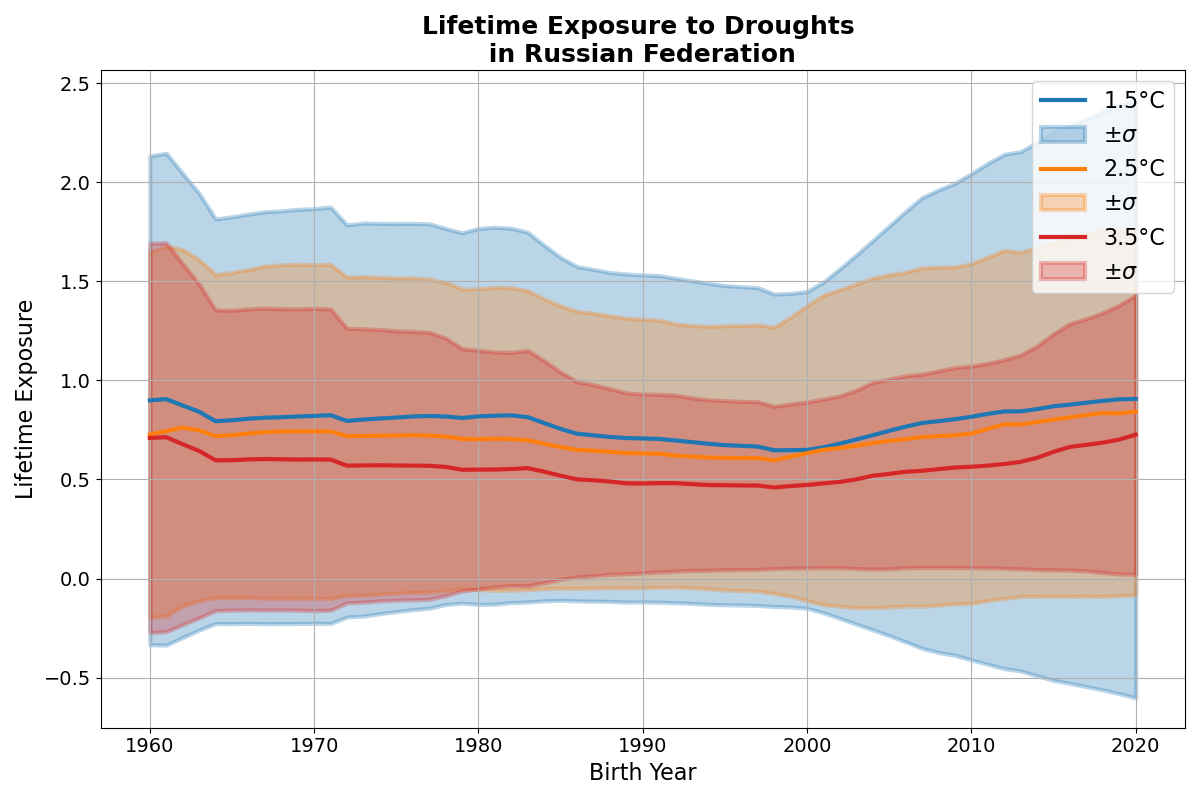 Lifetime Exposure to Droughts
in Russian Federation
Lifetime Exposure
2.5
2.0
1.5
1.0
0.5
0.0
−0.5
1.5°C
±σ
2.5°C
±σ
3.5°C
±σ
1960 1970 1980 1990 2000 2010 2020
Birth Year